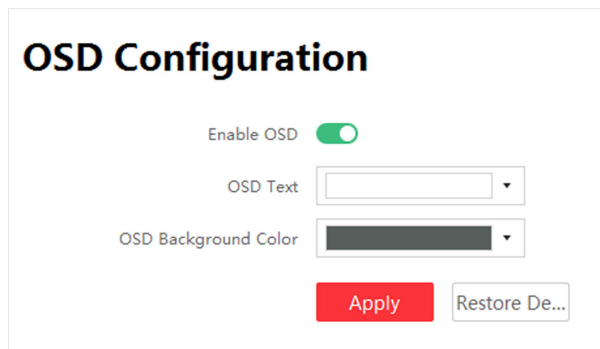 OSD Configuration
Enable OSD
OSD Text
OSD Background Color
Apply Restore De...